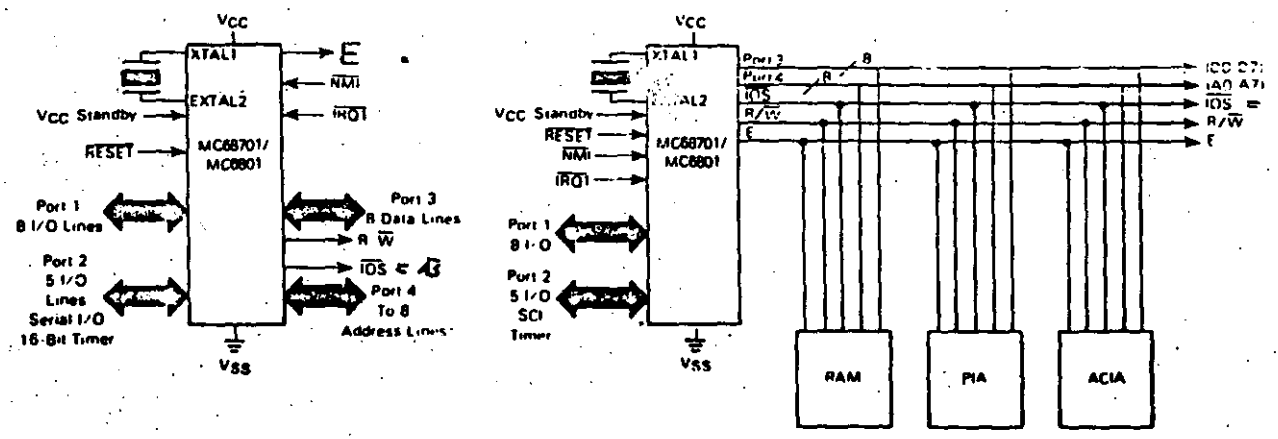 VCC
XTAL1
E
NMI
EXTAL2
VCC Standby
IRQ1
MC68701/
MC6801
RESET
Port 1
8 I/O Lines
Port 3
8 Data Lines
R W
IOS
Port 2
5 I/O
Lines
Serial I/O
16-Bit Timer
Port 4
To 8
Address Lines
VSS
VCC
XTAL1
Port 3
8
Port 4
8
EXTAL2
IOS
IOS =
VCC Standby
R/W
R/W
RESET
E
E
MC68701/
MC6801
NMI
IRQ1
Port 1
8 I/O
Port 2
5 I/O
SCI
Timer
VSS
RAM
PIA
ACIA